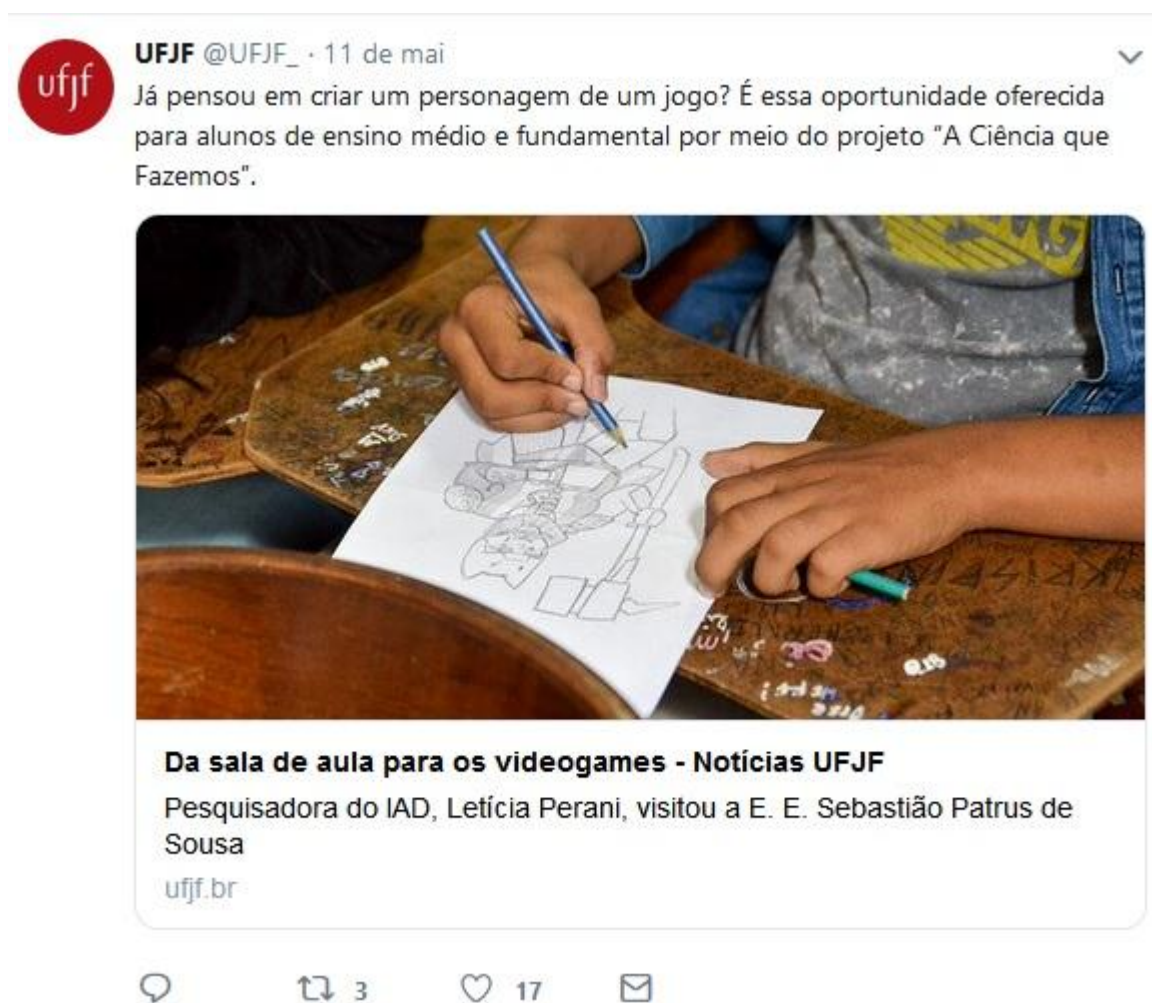 ufjf
UFJF @UFJF_ · 11 de mai
Já pensou em criar um personagem de um jogo? É essa oportunidade oferecida
para alunos de ensino médio e fundamental por meio do projeto "A Ciência que
Fazemos".
BTS
Da sala de aula para os videogames - Notícias UFJF
Pesquisadora do IAD, Letícia Perani, visitou a E. E. Sebastião Patrus de
Sousa
ufjf.br
3 17